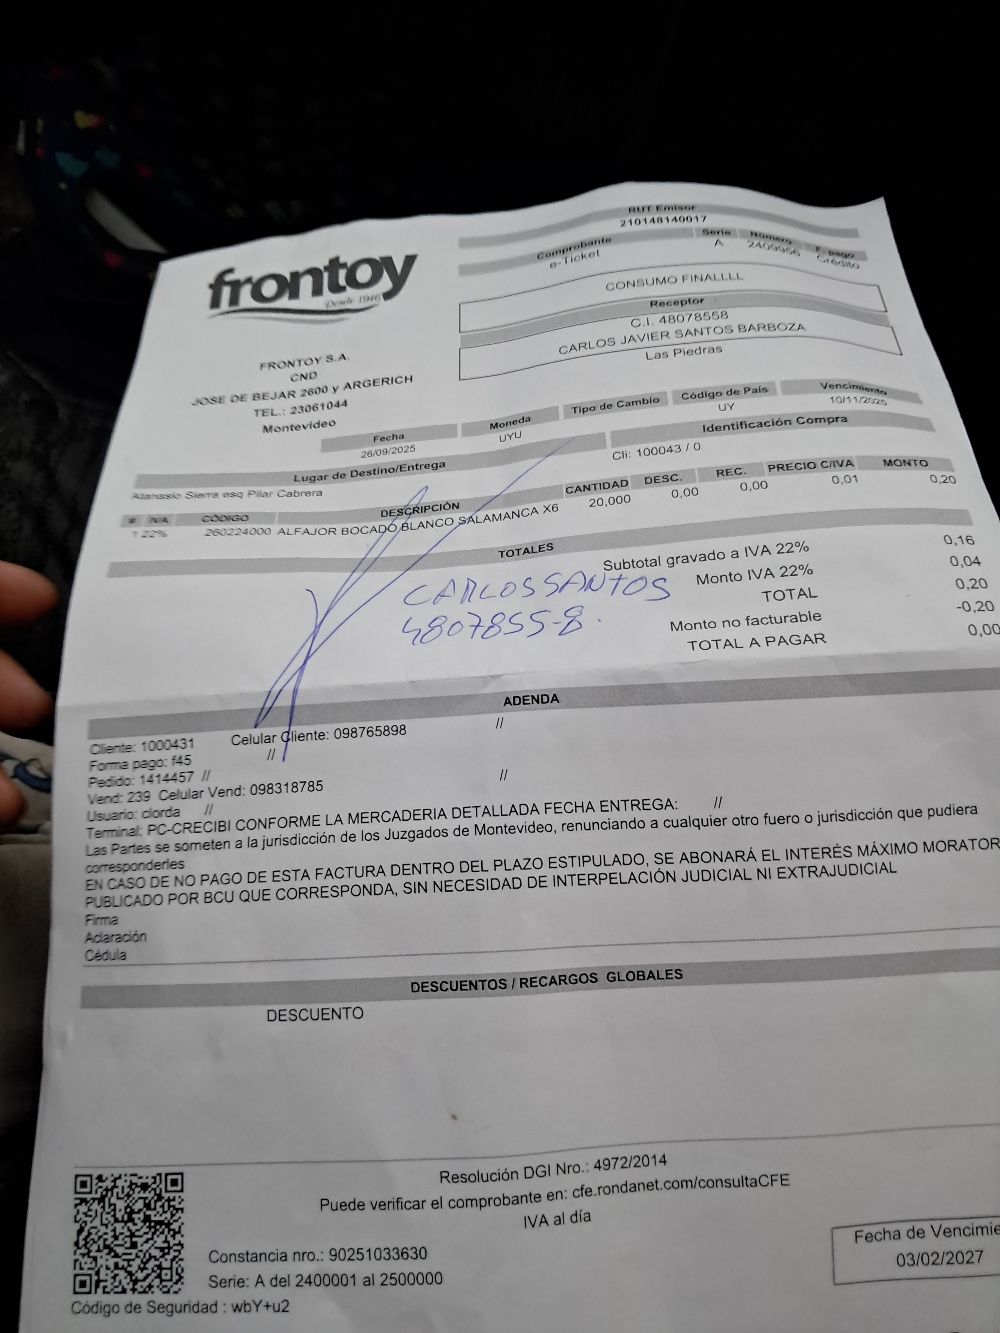 RUT Emisor
210148140017
Comprobante Serie Número F. pago
e-Ticket A 2409956 Crédito
CONSUMO FINALLLL
Receptor
C.I. 48078558
CARLOS JAVIER SANTOS BARBOZA
Las Piedras
frontoy
Desde 1940
FRONTOY S.A.
CND
JOSE DE BEJAR 2600 y ARGERICH
TEL.: 23061044
Montevideo
Fecha Moneda Tipo de Cambio Código de País Vencimiento
26/09/2025 UYU UY 10/11/2025
Lugar de Destino/Entrega Identificación Compra
Atanasio Sierra esq Pilar Cabrera Cli: 100043 / 0
# IVA CÓDIGO DESCRIPCIÓN CANTIDAD DESC. REC. PRECIO C/IVA MONTO
1 22% 260224000 ALFAJOR BOCADO BLANCO SALAMANCA X6 20,000 0,00 0,00 0,01 0,20
TOTALES
Subtotal gravado a IVA 22% 0,16
Monto IVA 22% 0,04
TOTAL 0,20
Monto no facturable -0,20
TOTAL A PAGAR 0,00
CARLOS SANTOS
4807855-8.
ADENDA
Cliente: 1000431 Celular Cliente: 098765898 //
Forma pago: f45 //
Pedido: 1414457 //
Vend: 239 Celular Vend: 098318785 //
Usuario: clorda //
Terminal: PC-CRECIBI CONFORME LA MERCADERIA DETALLADA FECHA ENTREGA: //
Las Partes se someten a la jurisdicción de los Juzgados de Montevideo, renunciando a cualquier otro fuero o jurisdicción que pudiera
corresponderles
EN CASO DE NO PAGO DE ESTA FACTURA DENTRO DEL PLAZO ESTIPULADO, SE ABONARÁ EL INTERÉS MÁXIMO MORATOR
PUBLICADO POR BCU QUE CORRESPONDA, SIN NECESIDAD DE INTERPELACIÓN JUDICIAL NI EXTRAJUDICIAL
Firma
Aclaración
Cédula
DESCUENTOS / RECARGOS GLOBALES
DESCUENTO
Resolución DGI Nro.: 4972/2014
Puede verificar el comprobante en: cfe.rondanet.com/consultaCFE
IVA al día
Constancia nro.: 90251033630
Serie: A del 2400001 al 2500000
Código de Seguridad : wbY+u2
Fecha de Vencimie
03/02/2027